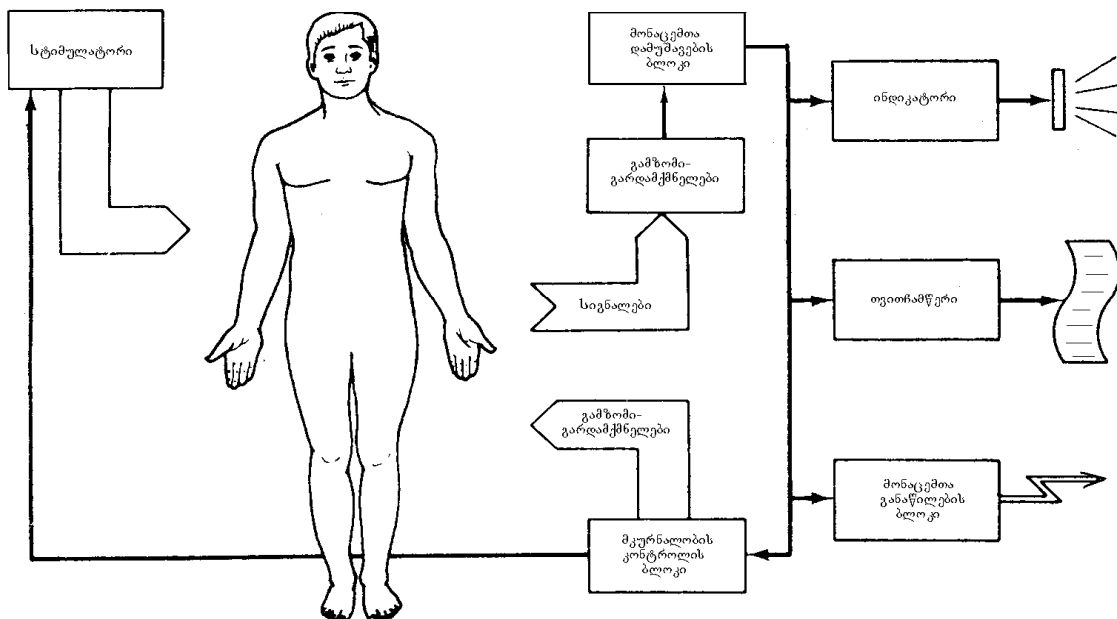 სტიმულატორი
მონაცემთა
დამუშავების
ბლოკი
ინდიკატორი
გამზომი-
გარდამქმნელები
სიგნალები
თვითჩამწერი
გამზომი-
გარდამქმნელები
მონაცემთა
განაწილების
ბლოკი
მკურნალობის
კონტროლის
ბლოკი